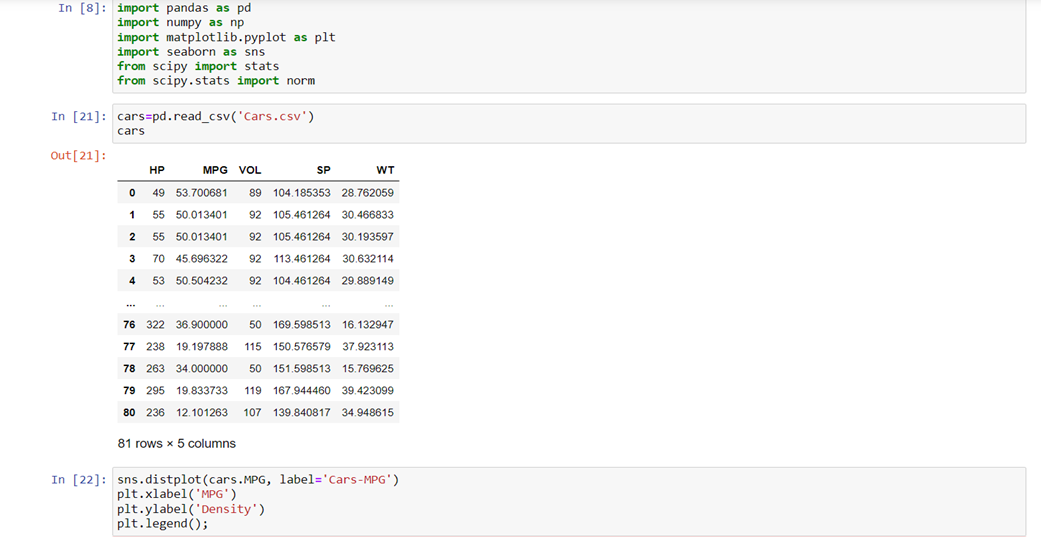 In [8]: import pandas as pd
import numpy as np
import matplotlib.pyplot as plt
import seaborn as sns
from scipy import stats
from scipy.stats import norm
In [21]: cars=pd.read_csv('Cars.csv')
cars
Out[21]:
HP MPG VOL SP WT
0 49 53.700681 89 104.185353 28.762059
1 55 50.013401 92 105.461264 30.466833
2 55 50.013401 92 105.461264 30.193597
3 70 45.696322 92 113.461264 30.632114
4 53 50.504232 92 104.461264 29.889149
... ... ... ... ... ...
76 322 36.900000 50 169.598513 16.132947
77 238 19.197888 115 150.576579 37.923113
78 263 34.000000 50 151.598513 15.769625
79 295 19.833733 119 167.944460 39.423099
80 236 12.101263 107 139.840817 34.948615
81 rows × 5 columns
In [22]: sns.distplot(cars.MPG, label='Cars-MPG')
plt.xlabel('MPG')
plt.ylabel('Density')
plt.legend();